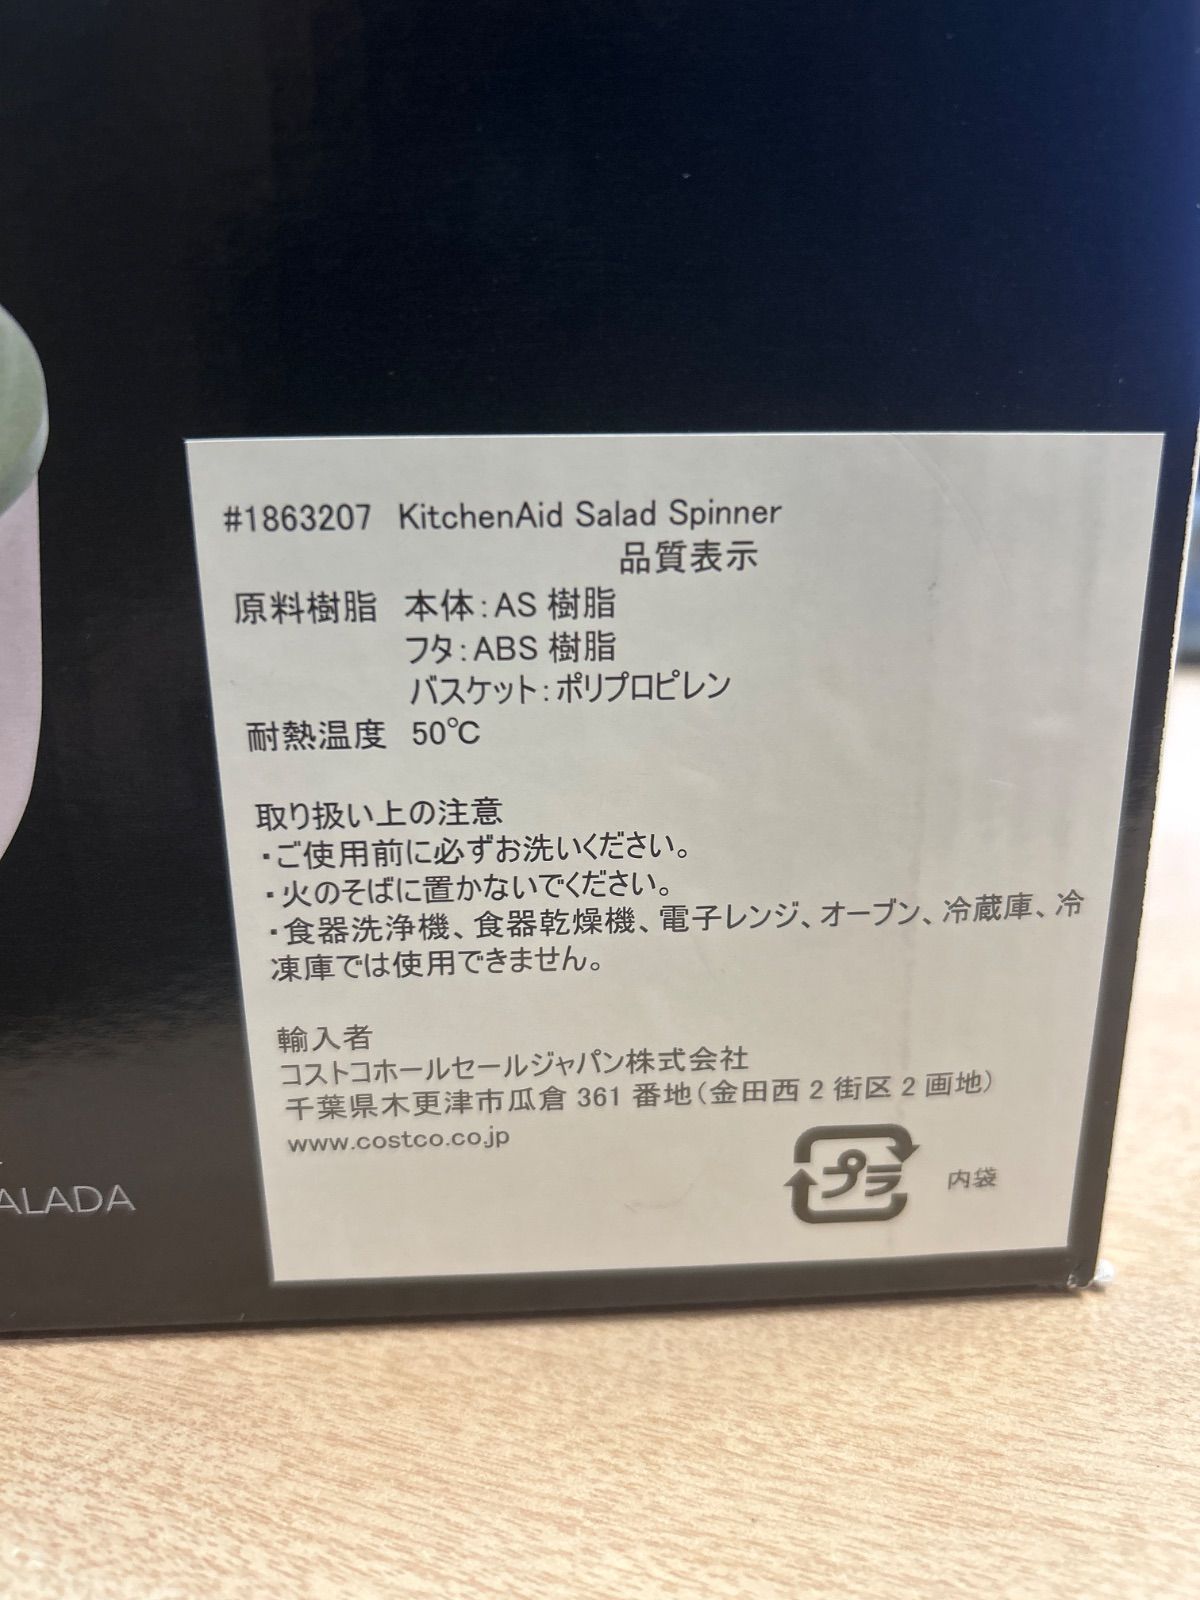 #1863207 KitchenAid Salad Spinner
品質表示
原料樹脂 本体:AS 樹脂
フタ:ABS 樹脂
バスケット:ポリプロピレン
耐熱温度 50℃
取り扱い上の注意
・ご使用前に必ずお洗いください。
・火のそばに置かないでください。
・食器洗浄機、食器乾燥機、電子レンジ、オーブン、冷蔵庫、冷
凍庫では使用できません。
輸入者
コストコホールセールジャパン株式会社
千葉県木更津市瓜倉 361 番地(金田西 2 街区 2 画地)
www.costco.co.jp
プラ 内袋
ALADA